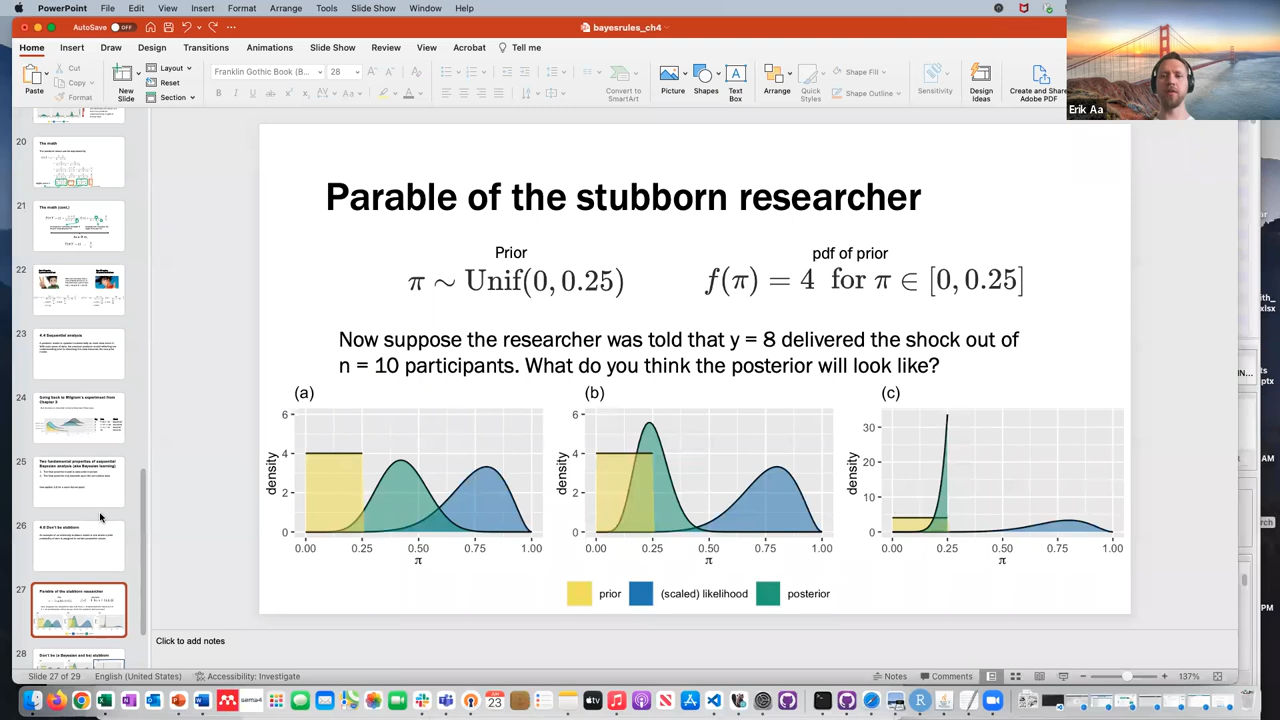 PowerPoint File Edit View Insert Format Arrange Tools Slide Show Window Help
AutoSave OFF
bayesrules_ch4
Home Insert Draw Design Transitions Animations Slide Show Review View Acrobat Tell me
Paste
Cut
Copy
Format
New Slide
Layout
Reset
Section
Franklin Gothic Book (B... 28
Convert to SmartArt
Picture
Shapes
Text Box
Arrange
Quick Styles
Shape Fill
Shape Outline
Sensitivity
Design Ideas
Create and Share Adobe PDF
Erik Aa
20
The math
21
The math (cont.)
22
23
4.4 Sequential analysis
24
Going back to Milgram's experiment from Chapter 3
25
Two fundamental properties of sequential Bayesian analysis (aka Bayesian learning)
26
4.6 Don't be stubborn
27
Parable of the stubborn researcher
28
Don't be (a Bayesian and be) stubborn
Parable of the stubborn researcher
Prior
pdf of prior
π ∼ Unif(0, 0.25)
f(π) = 4 for π ∈ [0, 0.25]
Now suppose the researcher was told that y = 8 delivered the shock out of
n = 10 participants. What do you think the posterior will look like?
(a)
(b)
(c)
density
6
4
2
0
0.00 0.25 0.50 0.75 1.00
π
density
6
4
2
0
0.00 0.25 0.50 0.75 1.00
π
density
30
20
10
0
0.00 0.25 0.50 0.75 1.00
π
prior (scaled) likelihood posterior
Click to add notes
Slide 27 of 29 English (United States) Accessibility: Investigate
Notes Comments
137%
JUN
23
sema4
tv